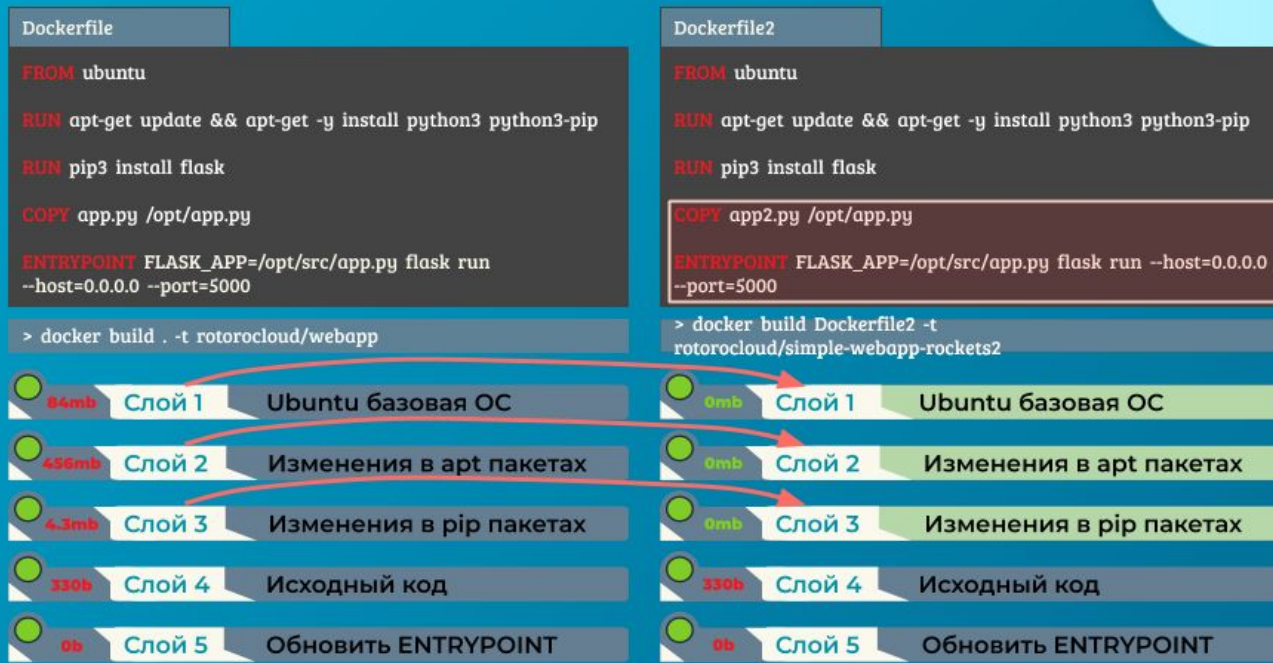 Dockerfile
FROM ubuntu
RUN apt-get update && apt-get -y install python3 python3-pip
RUN pip3 install flask
COPY app.py /opt/app.py
ENTRYPOINT FLASK_APP=/opt/src/app.py flask run
--host=0.0.0.0 --port=5000
> docker build . -t rotorocloud/webapp
84mb Слой 1 Ubuntu базовая ОС
456mb Слой 2 Изменения в apt пакетах
4.3mb Слой 3 Изменения в pip пакетах
330b Слой 4 Исходный код
0b Слой 5 Обновить ENTRYPOINT
Dockerfile2
FROM ubuntu
RUN apt-get update && apt-get -y install python3 python3-pip
RUN pip3 install flask
COPY app2.py /opt/app.py
ENTRYPOINT FLASK_APP=/opt/src/app.py flask run --host=0.0.0.0
--port=5000
> docker build Dockerfile2 -t
rotorocloud/simple-webapp-rockets2
0mb Слой 1 Ubuntu базовая ОС
0mb Слой 2 Изменения в apt пакетах
0mb Слой 3 Изменения в pip пакетах
330b Слой 4 Исходный код
0b Слой 5 Обновить ENTRYPOINT